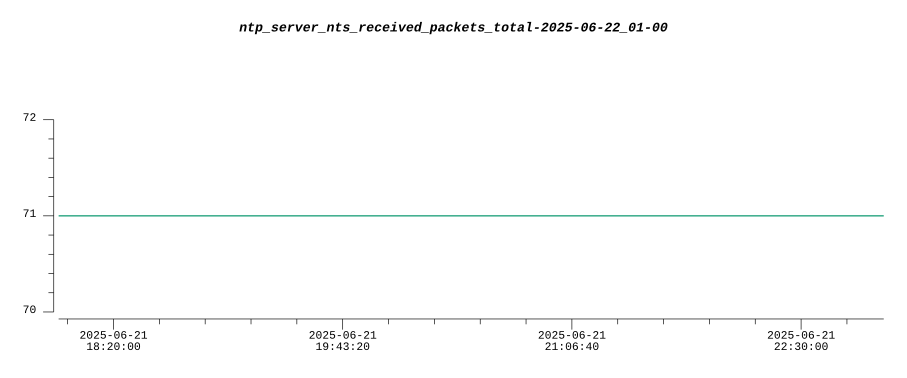 ntp_server_nts_received_packets_total-2025-06-22_01-00
72
71
70
2025-06-21 2025-06-21 2025-06-21 2025-06-21
18:20:00 19:43:20 21:06:40 22:30:00